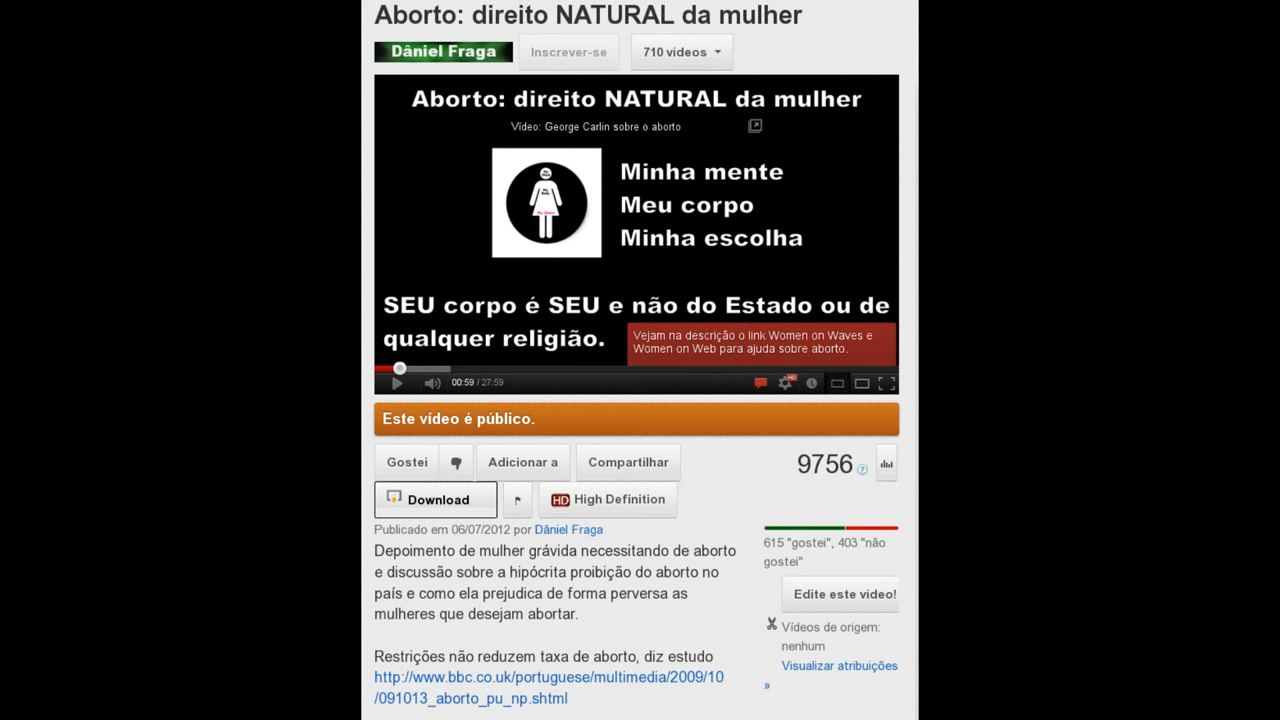 Aborto: direito NATURAL da mulher
Dâniel Fraga
Inscrever-se
710 vídeos
Aborto: direito NATURAL da mulher
Vídeo: George Carlin sobre o aborto
Minha mente
Meu corpo
Minha escolha
SEU corpo é SEU e não do Estado ou de
qualquer religião.
Vejam na descrição o link Women on Waves e
Women on Web para ajuda sobre aborto.
00:59 / 27:59
HD
Este vídeo é público.
Gostei
Adicionar a
Compartilhar
9756
?
Download
HD High Definition
Publicado em 06/07/2012 por Dâniel Fraga
Depoimento de mulher grávida necessitando de aborto
e discussão sobre a hipócrita proibição do aborto no
país e como ela prejudica de forma perversa as
mulheres que desejam abortar.
Restrições não reduzem taxa de aborto, diz estudo
http://www.bbc.co.uk/portuguese/multimedia/2009/10
/091013_aborto_pu_np.shtml
615 "gostei", 403 "não
gostei"
Edite este vídeo!
Vídeos de origem:
nenhum
Visualizar atribuições
»